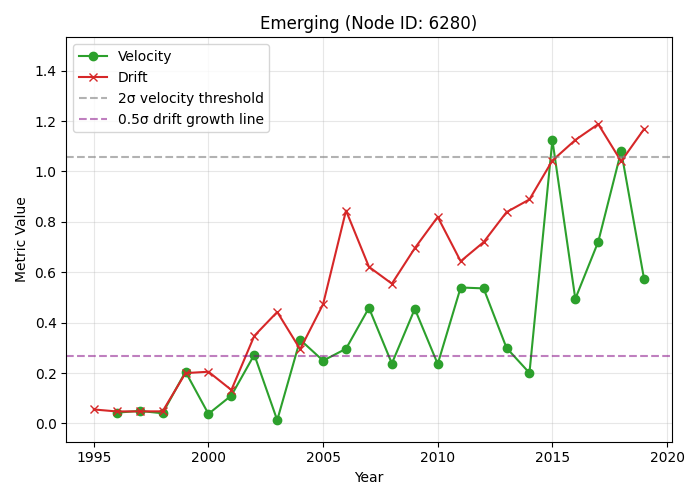 Emerging (Node ID: 6280)
Velocity
Drift
2σ velocity threshold
0.5σ drift growth line
Metric Value
1.4
1.2
1.0
0.8
0.6
0.4
0.2
0.0
1995 2000 2005 2010 2015 2020
Year